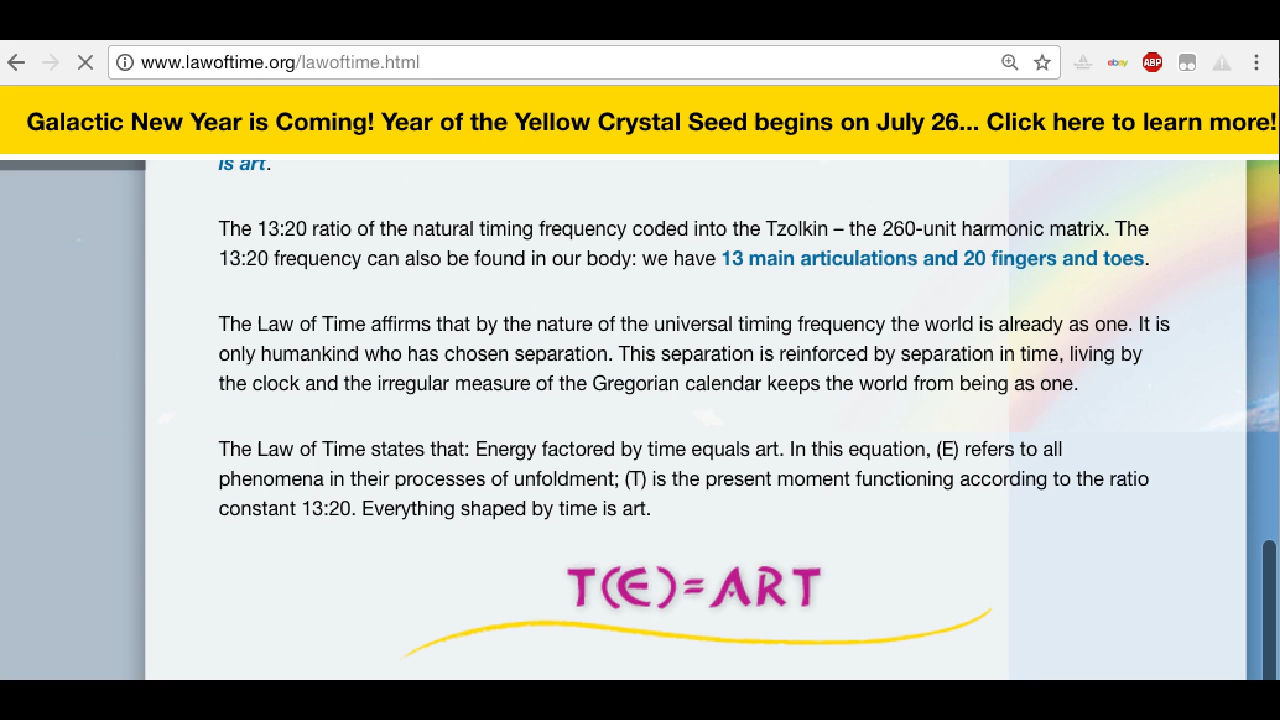 www.lawoftime.org/lawoftime.html
ebay
ABP
Galactic New Year is Coming! Year of the Yellow Crystal Seed begins on July 26... Click here to learn more!
is art.
The 13:20 ratio of the natural timing frequency coded into the Tzolkin – the 260-unit harmonic matrix. The
13:20 frequency can also be found in our body: we have 13 main articulations and 20 fingers and toes.
The Law of Time affirms that by the nature of the universal timing frequency the world is already as one. It is
only humankind who has chosen separation. This separation is reinforced by separation in time, living by
the clock and the irregular measure of the Gregorian calendar keeps the world from being as one.
The Law of Time states that: Energy factored by time equals art. In this equation, (E) refers to all
phenomena in their processes of unfoldment; (T) is the present moment functioning according to the ratio
constant 13:20. Everything shaped by time is art.
T(E)=ART